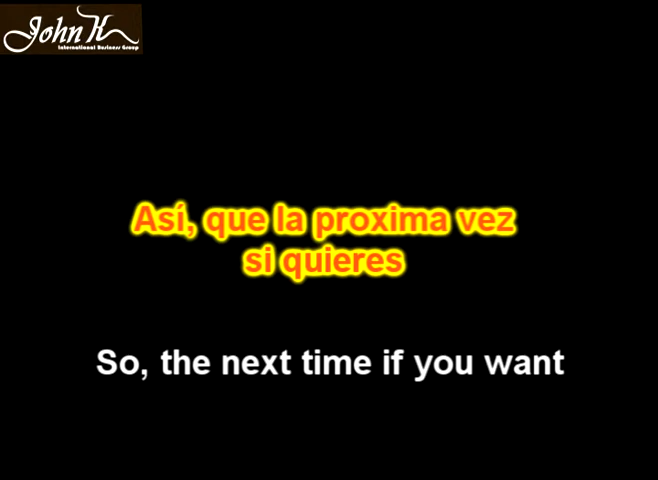 John K
International Business Group
Así, que la proxima vez
si quieres
So, the next time if you want